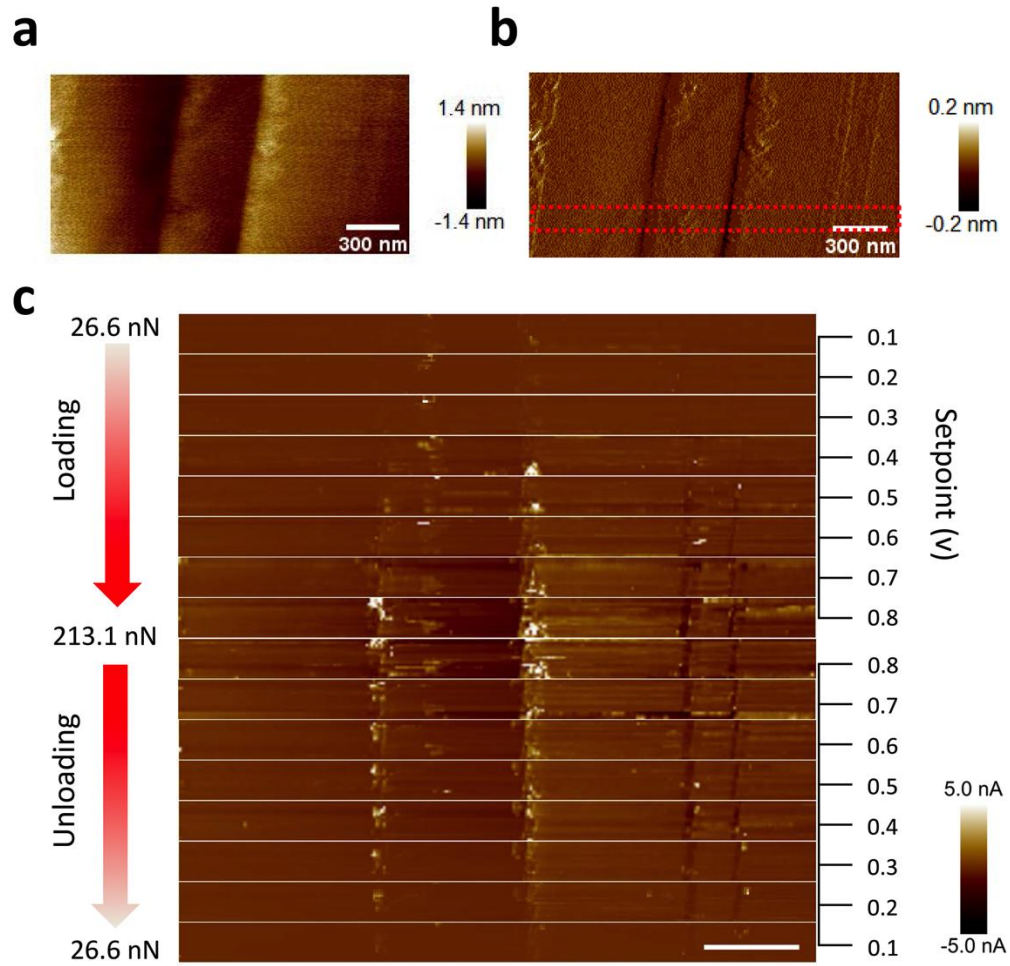 a
b
1.4 nm
-1.4 nm
300 nm
0.2 nm
-0.2 nm
300 nm
c
26.6 nN
Loading
213.1 nN
Unloading
26.6 nN
0.1
0.2
0.3
0.4
0.5
0.6
0.7
0.8
0.8
0.7
0.6
0.5
0.4
0.3
0.2
0.1
Setpoint (v)
5.0 nA
-5.0 nA